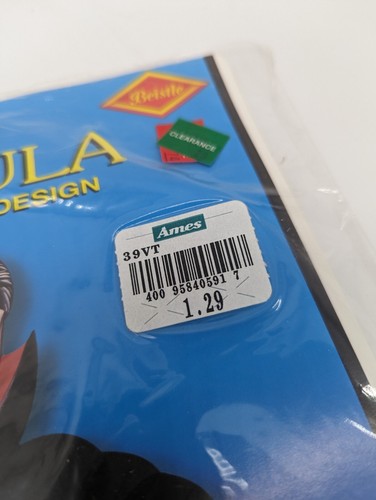 Beistle
CLEARANCE
ULA
DESIGN
Ames
39VT
400 95840591 7
1.29